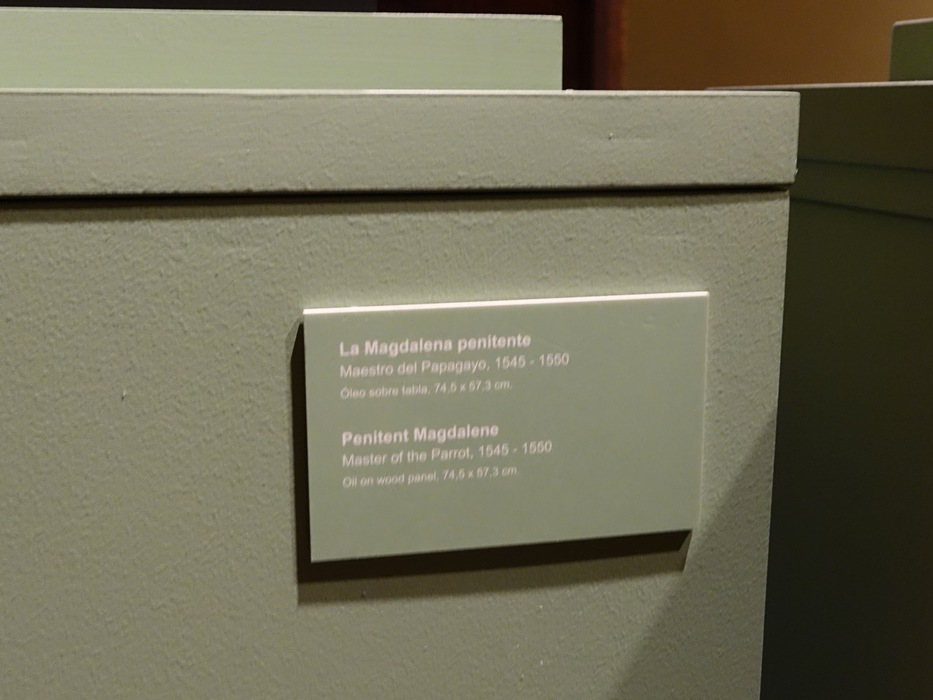 La Magdalena penitente
Maestro del Papagayo, 1545 - 1550
Óleo sobre tabla, 74,5 x 57,3 cm.
Penitent Magdalene
Master of the Parrot, 1545 - 1550
Oil on wood panel, 74,5 x 57,3 cm.